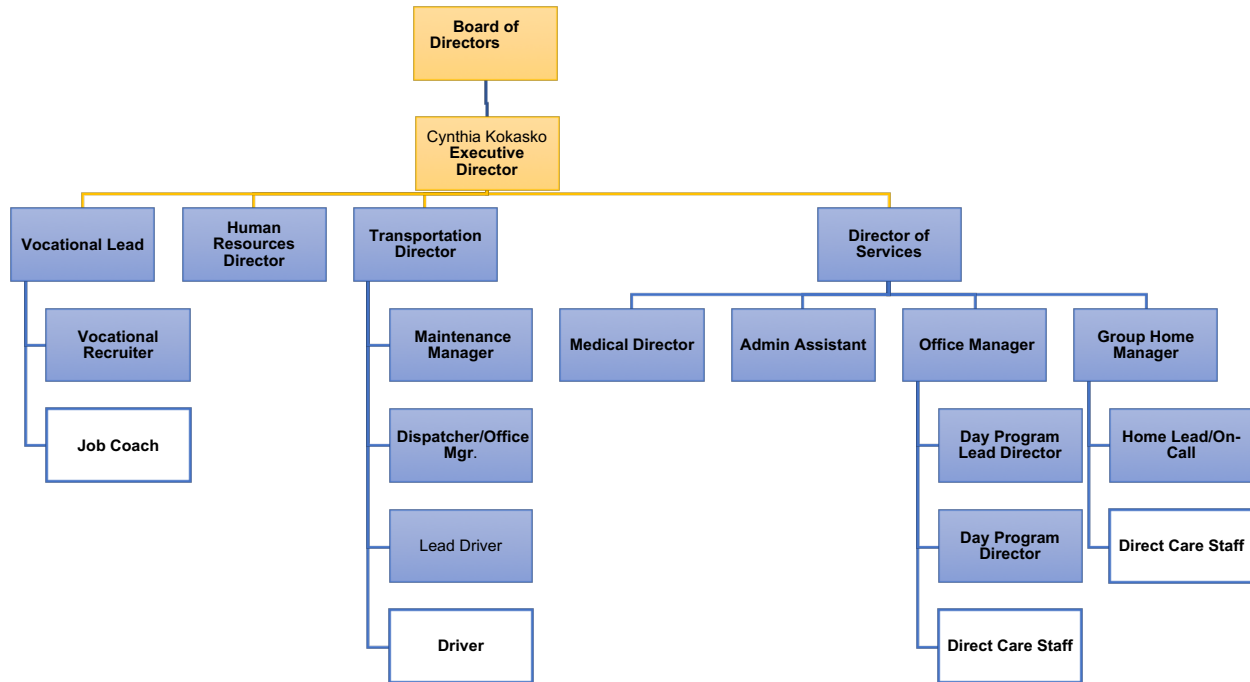 Board of
Directors
Cynthia Kokasko
Executive
Director
Vocational Lead
Human
Resources
Director
Transportation
Director
Director of
Services
Vocational
Recruiter
Maintenance
Manager
Medical Director
Admin Assistant
Office Manager
Group Home
Manager
Job Coach
Dispatcher/Office
Mgr.
Day Program
Lead Director
Home Lead/On-
Call
Lead Driver
Day Program
Director
Direct Care Staff
Driver
Direct Care Staff